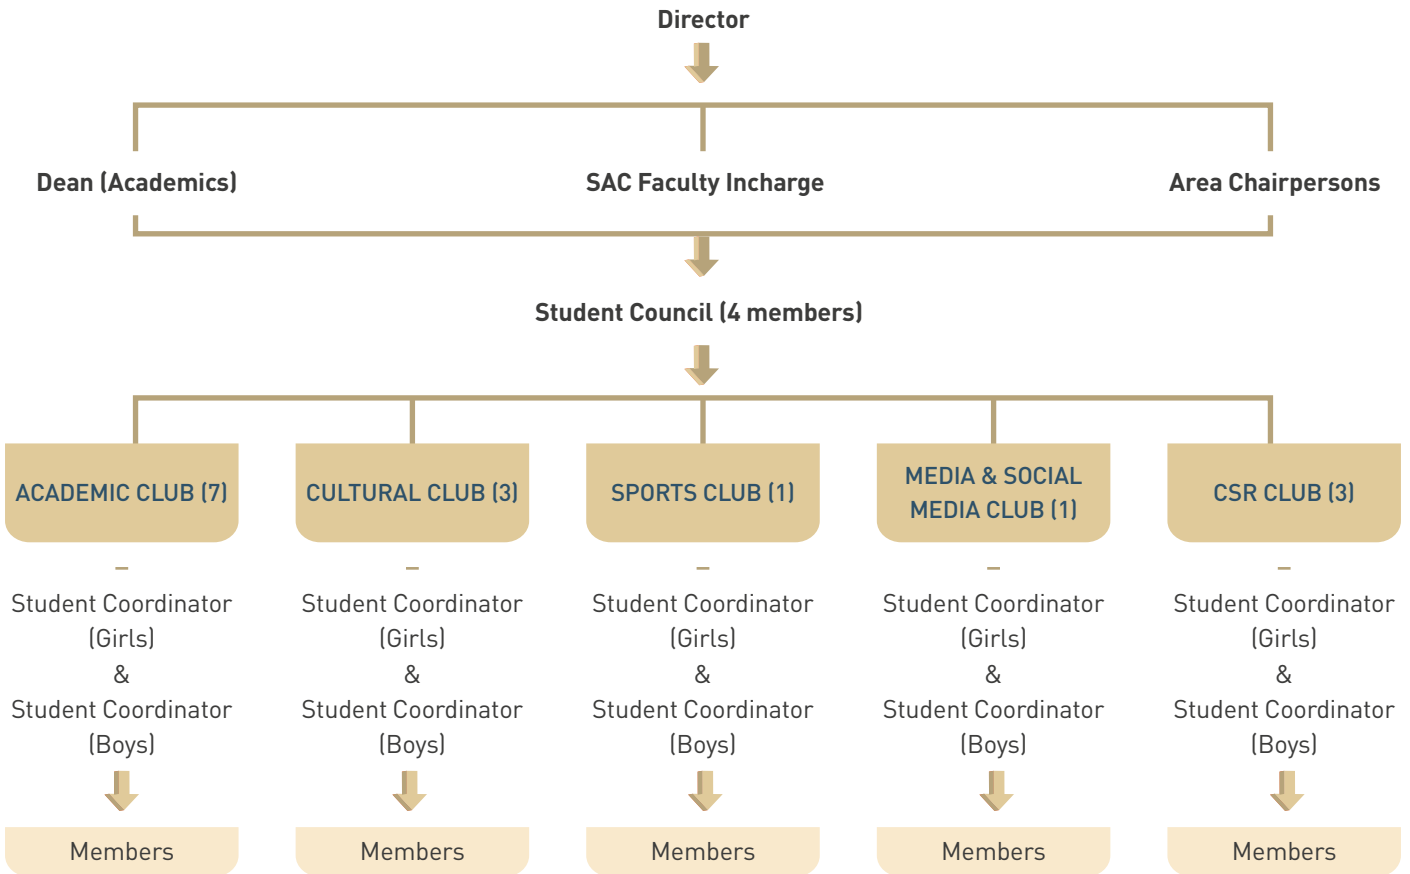 Director
Dean (Academics)
SAC Faculty Incharge
Area Chairpersons
Student Council (4 members)
ACADEMIC CLUB (7)
CULTURAL CLUB (3)
SPORTS CLUB (1)
MEDIA & SOCIAL
MEDIA CLUB (1)
CSR CLUB (3)
Student Coordinator
(Girls)
&
Student Coordinator
(Boys)
Student Coordinator
(Girls)
&
Student Coordinator
(Boys)
Student Coordinator
(Girls)
&
Student Coordinator
(Boys)
Student Coordinator
(Girls)
&
Student Coordinator
(Boys)
Student Coordinator
(Girls)
&
Student Coordinator
(Boys)
Members
Members
Members
Members
Members